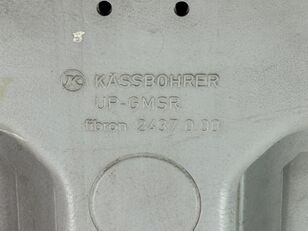 K KÄSSBOHRER
UP-GMSR
fibron 2437 0.00